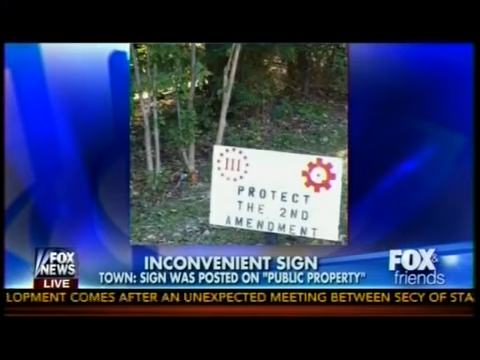 III
PROTECT
THE 2ND
AMENDMENT
INCONVENIENT SIGN
TOWN: SIGN WAS POSTED ON "PUBLIC PROPERTY"
FOX
NEWS
LIVE
FOX &
friends
LOPMENT COMES AFTER AN UNEXPECTED MEETING BETWEEN SECY OF STA